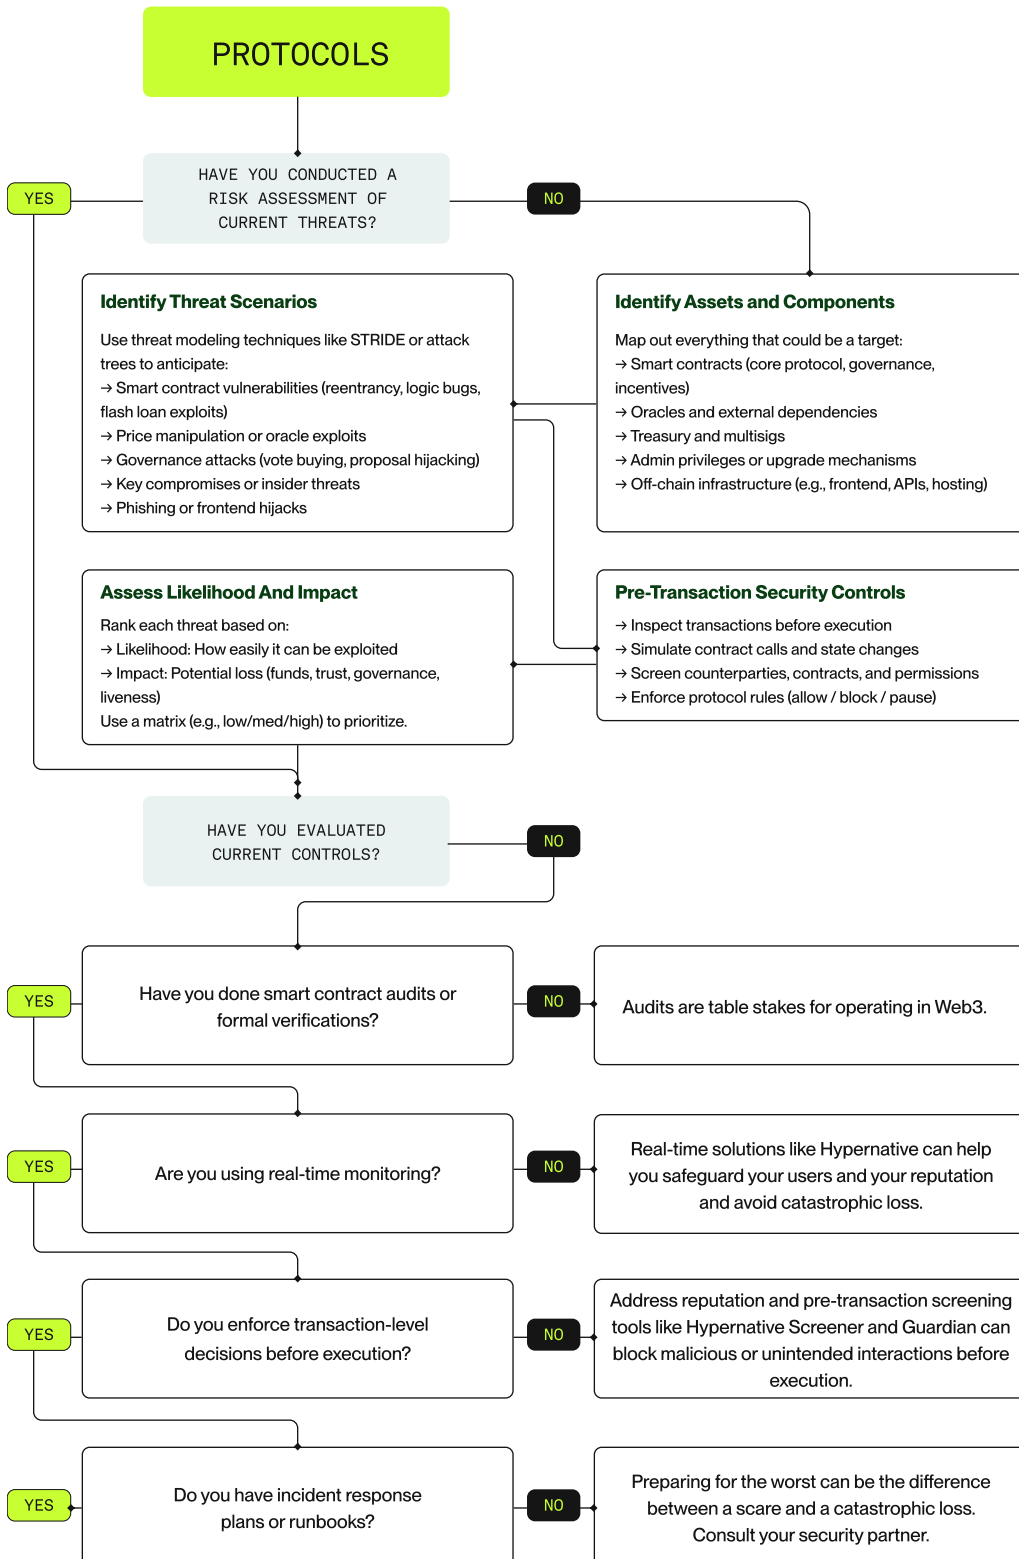 PROTOCOLS
HAVE YOU CONDUCTED A
RISK ASSESSMENT OF
CURRENT THREATS?
YES
NO
Identify Threat Scenarios
Use threat modeling techniques like STRIDE or attack
trees to anticipate:
→ Smart contract vulnerabilities (reentrancy, logic bugs,
flash loan exploits)
→ Price manipulation or oracle exploits
→ Governance attacks (vote buying, proposal hijacking)
→ Key compromises or insider threats
→ Phishing or frontend hijacks
Identify Assets and Components
Map out everything that could be a target:
→ Smart contracts (core protocol, governance,
incentives)
→ Oracles and external dependencies
→ Treasury and multisigs
→ Admin privileges or upgrade mechanisms
→ Off-chain infrastructure (e.g., frontend, APIs, hosting)
Assess Likelihood And Impact
Rank each threat based on:
→ Likelihood: How easily it can be exploited
→ Impact: Potential loss (funds, trust, governance,
liveness)
Use a matrix (e.g., low/med/high) to prioritize.
Pre-Transaction Security Controls
→ Inspect transactions before execution
→ Simulate contract calls and state changes
→ Screen counterparties, contracts, and permissions
→ Enforce protocol rules (allow / block / pause)
HAVE YOU EVALUATED
CURRENT CONTROLS?
NO
YES
Have you done smart contract audits or
formal verifications?
NO
Audits are table stakes for operating in Web3.
YES
Are you using real-time monitoring?
NO
Real-time solutions like Hypernative can help
you safeguard your users and your reputation
and avoid catastrophic loss.
YES
Do you enforce transaction-level
decisions before execution?
NO
Address reputation and pre-transaction screening
tools like Hypernative Screener and Guardian can
block malicious or unintended interactions before
execution.
YES
Do you have incident response
plans or runbooks?
NO
Preparing for the worst can be the difference
between a scare and a catastrophic loss.
Consult your security partner.